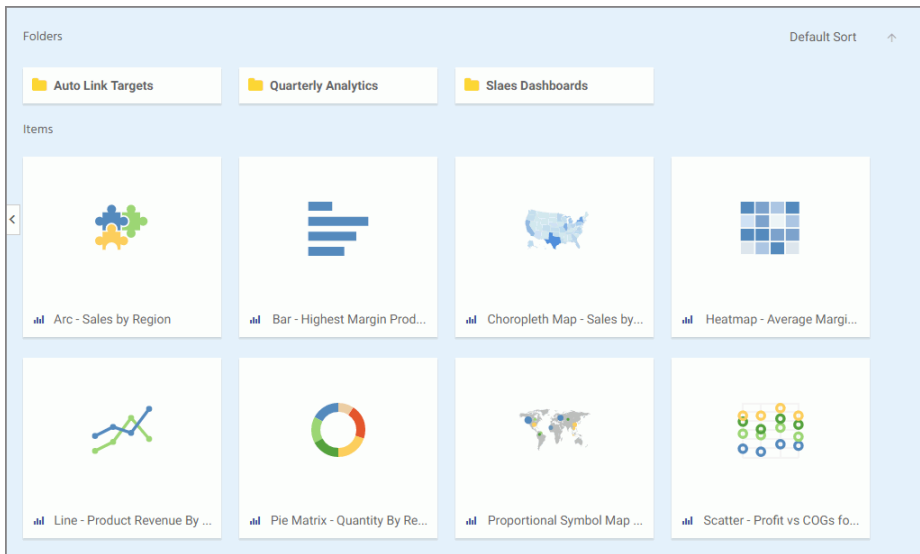 Folders
Default Sort
Auto Link Targets
Quarterly Analytics
Slaes Dashboards
Items
Arc - Sales by Region
Bar - Highest Margin Prod...
Choropleth Map - Sales by...
Heatmap - Average Margi...
Line - Product Revenue By ...
Pie Matrix - Quantity By Re...
Proportional Symbol Map ...
Scatter - Profit vs COGs fo...